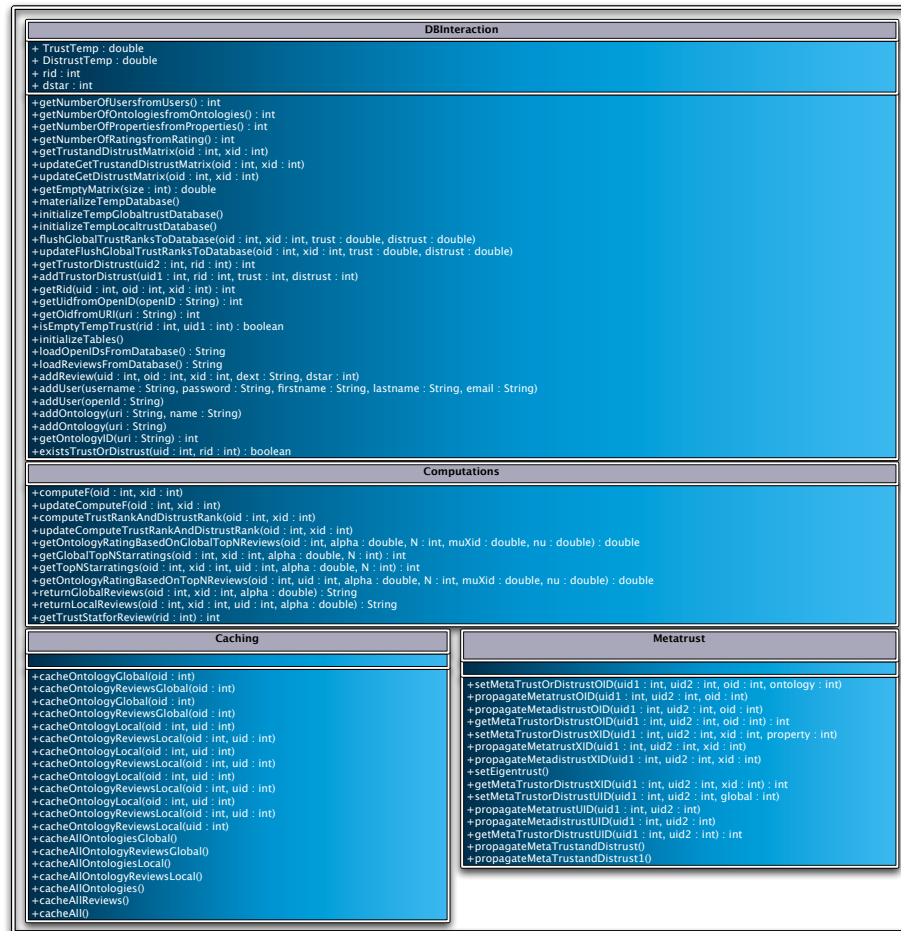 DBInteraction
+ TrustTemp : double
+ DistrustTemp : double
+ rid : int
+ dstar : int
+getNumberOfUsersfromUsers() : int
+getNumberOfOntologiesfromOntologies() : int
+getNumberOfPropertiesfromProperties() : int
+getNumberOfRatingsfromRating() : int
+getTrustandDistrustMatrix(oid : int, xid : int)
+updateGetTrustandDistrustMatrix(oid : int, xid : int)
+updateGetDistrustMatrix(oid : int, xid : int)
+getEmptyMatrix(size : int) : double
+materializeTempDatabase()
+initializeTempGlobaltrustDatabase()
+initializeTempLocaltrustDatabase()
+flushGlobalTrustRanksToDatabase(oid : int, xid : int, trust : double, distrust : double)
+updateFlushGlobalTrustRanksToDatabase(oid : int, xid : int, trust : double, distrust : double)
+getTrustorDistrust(uid2 : int, rid : int) : int
+addTrustorDistrust(uid1 : int, rid : int, trust : int, distrust : int)
+getRid(uid : int, oid : int, xid : int) : int
+getUidfromOpenID(openID : String) : int
+getOidfromURI(uri : String) : int
+isEmptyTempTrust(rid : int, uid1 : int) : boolean
+initializeTables()
+loadOpenIDsFromDatabase() : String
+loadReviewsFromDatabase() : String
+addReview(uid : int, oid : int, xid : int, dext : String, dstar : int)
+addUser(username : String, password : String, firstname : String, lastname : String, email : String)
+addUser(openId : String)
+addOntology(uri : String, name : String)
+addOntology(uri : String)
+getOntologyID(uri : String) : int
+existsTrustOrDistrust(uid : int, rid : int) : boolean
Computations
+computeF(oid : int, xid : int)
+updateComputeF(oid : int, xid : int)
+computeTrustRankAndDistrustRank(oid : int, xid : int)
+updateComputeTrustRankAndDistrustRank(oid : int, xid : int)
+getOntologyRatingBasedOnGlobalTopNReviews(oid : int, alpha : double, N : int, muXid : double, nu : double) : double
+getGlobalTopNStarratings(oid : int, xid : int, alpha : double, N : int) : int
+getTopNStarratings(oid : int, xid : int, uid : int, alpha : double, N : int) : int
+getOntologyRatingBasedOnTopNReviews(oid : int, uid : int, alpha : double, N : int, muXid : double, nu : double) : double
+returnGlobalReviews(oid : int, xid : int, alpha : double) : String
+returnLocalReviews(oid : int, xid : int, uid : int, alpha : double) : String
+getTrustStatforReview(rid : int) : int
Caching
+cacheOntologyGlobal(oid : int)
+cacheOntologyReviewsGlobal(oid : int)
+cacheOntologyGlobal(oid : int)
+cacheOntologyReviewsGlobal(oid : int)
+cacheOntologyLocal(oid : int, uid : int)
+cacheOntologyReviewsLocal(oid : int, uid : int)
+cacheOntologyLocal(oid : int, uid : int)
+cacheOntologyReviewsLocal(oid : int, uid : int)
+cacheOntologyLocal(oid : int, uid : int)
+cacheOntologyReviewsLocal(oid : int, uid : int)
+cacheOntologyLocal(oid : int, uid : int)
+cacheOntologyReviewsLocal(oid : int, uid : int)
+cacheOntologyReviewsLocal(uid : int)
+cacheAllOntologiesGlobal()
+cacheAllOntologyReviewsGlobal()
+cacheAllOntologiesLocal()
+cacheAllOntologyReviewsLocal()
+cacheAllOntologies()
+cacheAllReviews()
+cacheAll()
Metatrust
+setMetaTrustOrDistrustOID(uid1 : int, uid2 : int, oid : int, ontology : int)
+propagateMetatrustOID(uid1 : int, uid2 : int, oid : int)
+propagateMetadistrustOID(uid1 : int, uid2 : int, oid : int)
+getMetaTrustorDistrustOID(uid1 : int, uid2 : int, oid : int) : int
+setMetaTrustorDistrustXID(uid1 : int, uid2 : int, xid : int, property : int)
+propagateMetatrustXID(uid1 : int, uid2 : int, xid : int)
+propagateMetadistrustXID(uid1 : int, uid2 : int, xid : int)
+setEigentrust()
+getMetaTrustorDistrustXID(uid1 : int, uid2 : int, xid : int) : int
+setMetaTrustorDistrustUID(uid1 : int, uid2 : int, global : int)
+propagateMetatrustUID(uid1 : int, uid2 : int)
+propagateMetadistrustUID(uid1 : int, uid2 : int)
+getMetaTrustorDistrustUID(uid1 : int, uid2 : int) : int
+propagateMetaTrustandDistrust()
+propagateMetaTrustandDistrust1()